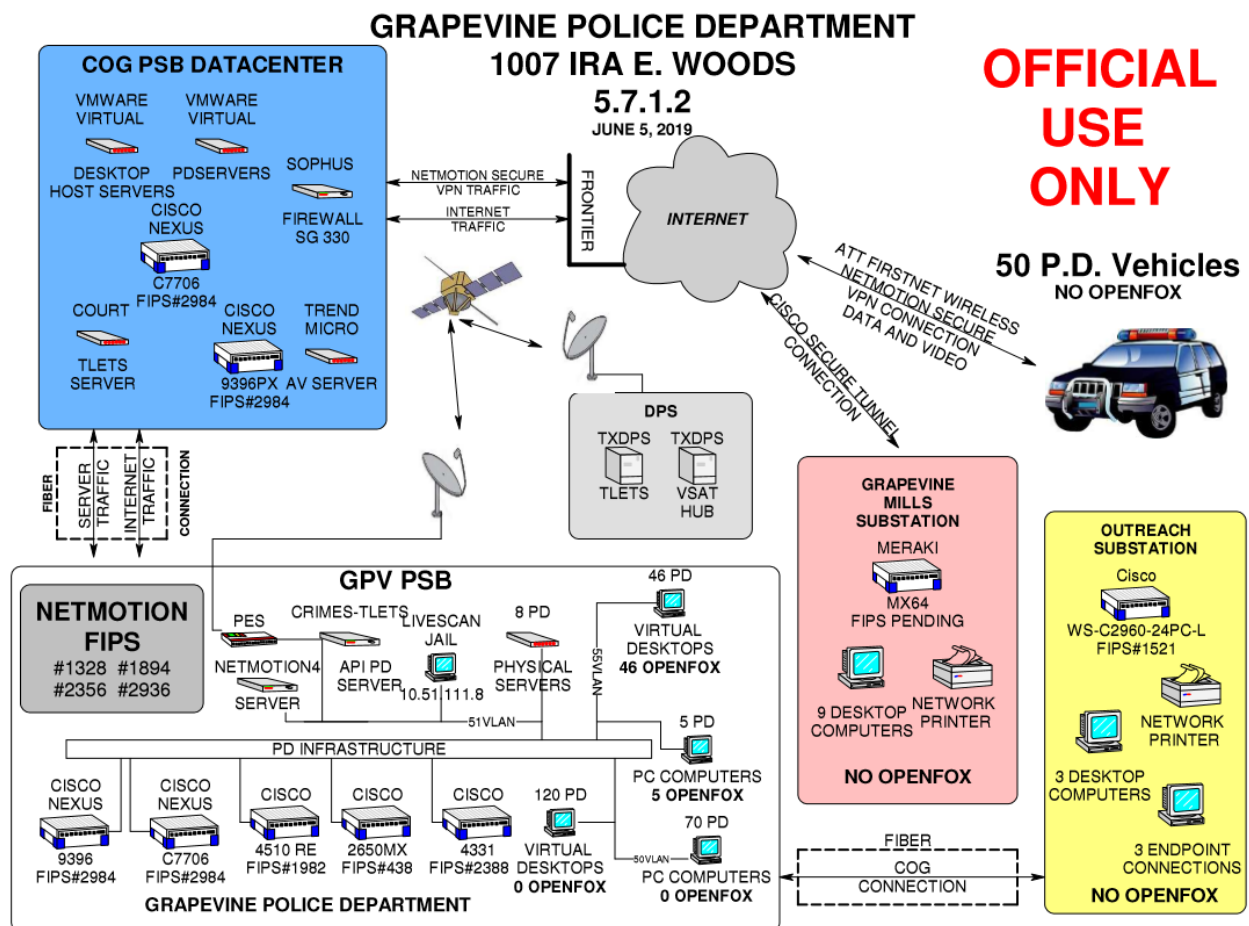 GRAPEVINE POLICE DEPARTMENT
1007 IRA E. WOODS
5.7.1.2
JUNE 5, 2019
OFFICIAL
USE
ONLY
COG PSB DATACENTER
VMWARE
VIRTUAL
DESKTOP
HOST SERVERS
VMWARE
VIRTUAL
PDSERVERS
SOPHUS
FIREWALL
SG 330
CISCO
NEXUS
C7706
FIPS#2984
COURT
TLETS
SERVER
CISCO
NEXUS
9396PX
FIPS#2984
TREND
MICRO
AV SERVER
NETMOTION SECURE
VPN TRAFFIC
INTERNET
TRAFFIC
FRONTIER
INTERNET
ATT FIRSTNET WIRELESS
NETMOTION SECURE
VPN CONNECTION
DATA AND VIDEO
CISCO SECURE TUNNEL
CONNECTION
50 P.D. Vehicles
NO OPENFOX
DPS
TXDPS
TLETS
TXDPS
VSAT
HUB
FIBER
SERVER
TRAFFIC
INTERNET
TRAFFIC
CONNECTION
GRAPEVINE
MILLS
SUBSTATION
MERAKI
MX64
FIPS PENDING
9 DESKTOP
COMPUTERS
NETWORK
PRINTER
NO OPENFOX
OUTREACH
SUBSTATION
Cisco
WS-C2960-24PC-L
FIPS#1521
NETWORK
PRINTER
3 DESKTOP
COMPUTERS
3 ENDPOINT
CONNECTIONS
NO OPENFOX
GPV PSB
NETMOTION
FIPS
#1328 #1894
#2356 #2936
PES
NETMOTION4
SERVER
CRIMES-TLETS
API PD
SERVER
LIVESCAN
JAIL
10.51.111.8
8 PD
PHYSICAL
SERVERS
46 PD
VIRTUAL
DESKTOPS
46 OPENFOX
55VLAN
51VLAN
PD INFRASTRUCTURE
5 PD
PC COMPUTERS
5 OPENFOX
CISCO
NEXUS
9396
FIPS#2984
CISCO
NEXUS
C7706
FIPS#2984
CISCO
4510 RE
FIPS#1982
CISCO
2650MX
FIPS#438
CISCO
4331
FIPS#2388
120 PD
VIRTUAL
DESKTOPS
0 OPENFOX
50VLAN
70 PD
PC COMPUTERS
0 OPENFOX
GRAPEVINE POLICE DEPARTMENT
FIBER
COG
CONNECTION